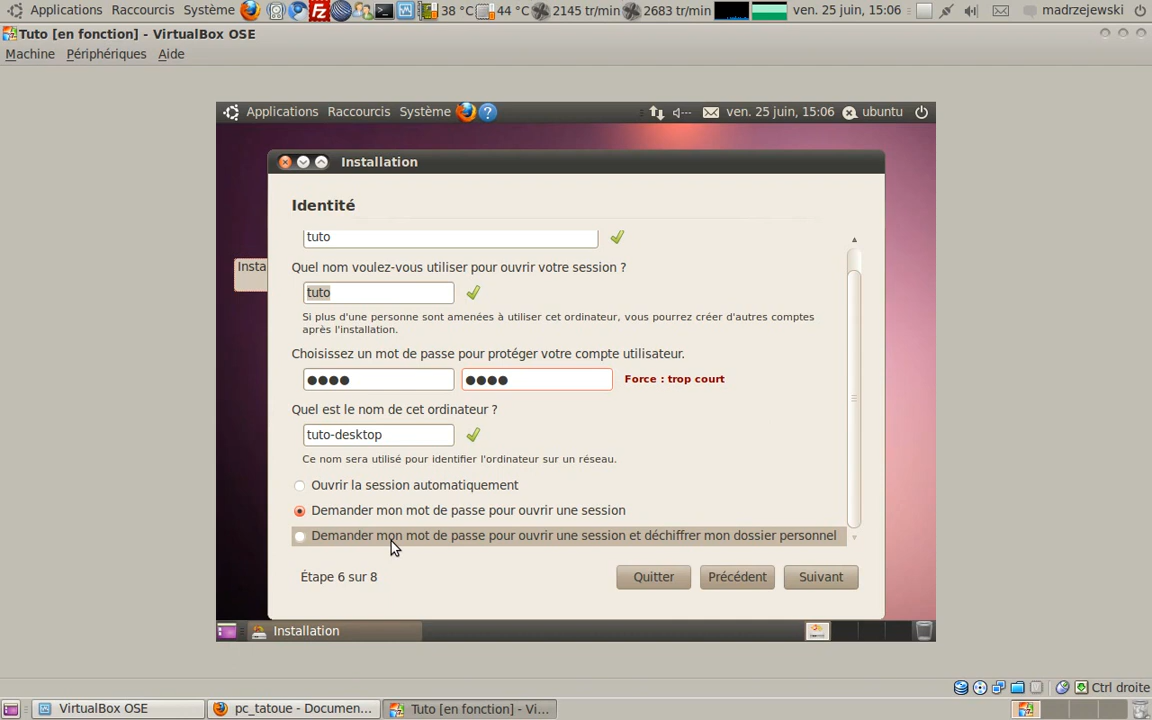 Applications Raccourcis Système 38 °C 44 °C 2145 tr/min 2683 tr/min ven. 25 juin, 15:06 madrzejewski
Tuto [en fonction] - VirtualBox OSE
Machine Périphériques Aide
Applications Raccourcis Système ven. 25 juin, 15:06 ubuntu
Installation
Identité
tuto
Insta
Quel nom voulez-vous utiliser pour ouvrir votre session ?
tuto
Si plus d'une personne sont amenées à utiliser cet ordinateur, vous pourrez créer d'autres comptes
après l'installation.
Choisissez un mot de passe pour protéger votre compte utilisateur.
●●●● ●●●● Force : trop court
Quel est le nom de cet ordinateur ?
tuto-desktop
Ce nom sera utilisé pour identifier l'ordinateur sur un réseau.
Ouvrir la session automatiquement
Demander mon mot de passe pour ouvrir une session
Demander mon mot de passe pour ouvrir une session et déchiffrer mon dossier personnel
Étape 6 sur 8 Quitter Précédent Suivant
Installation
Ctrl droite
VirtualBox OSE pc_tatoue - Documen... Tuto [en fonction] - Vi...